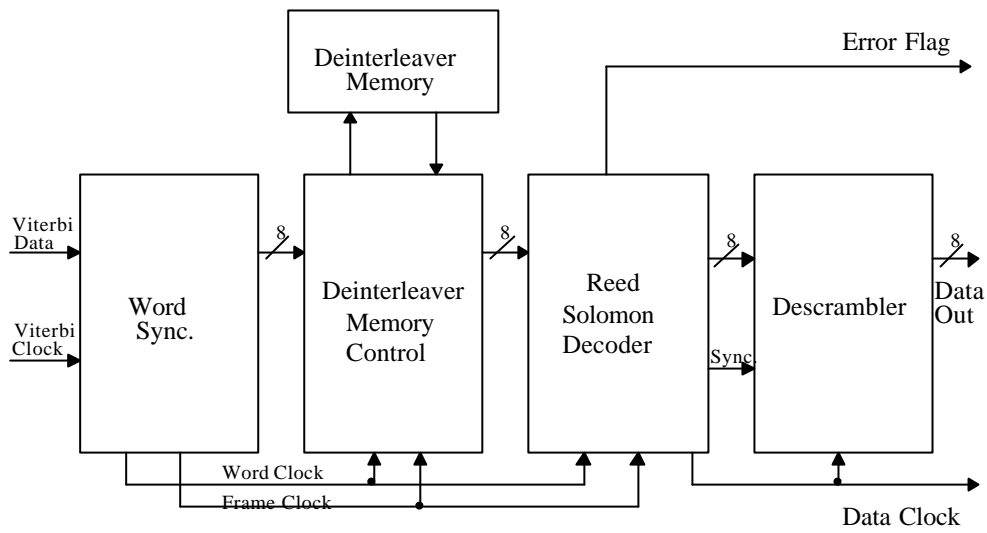 Deinterleaver
Memory
Error Flag
Viterbi
Data
Viterbi
Clock
Word
Sync.
8
Deinterleaver
Memory
Control
8
Reed
Solomon
Decoder
8
Sync.
Descrambler
8
Data
Out
Word Clock
Frame Clock
Data Clock